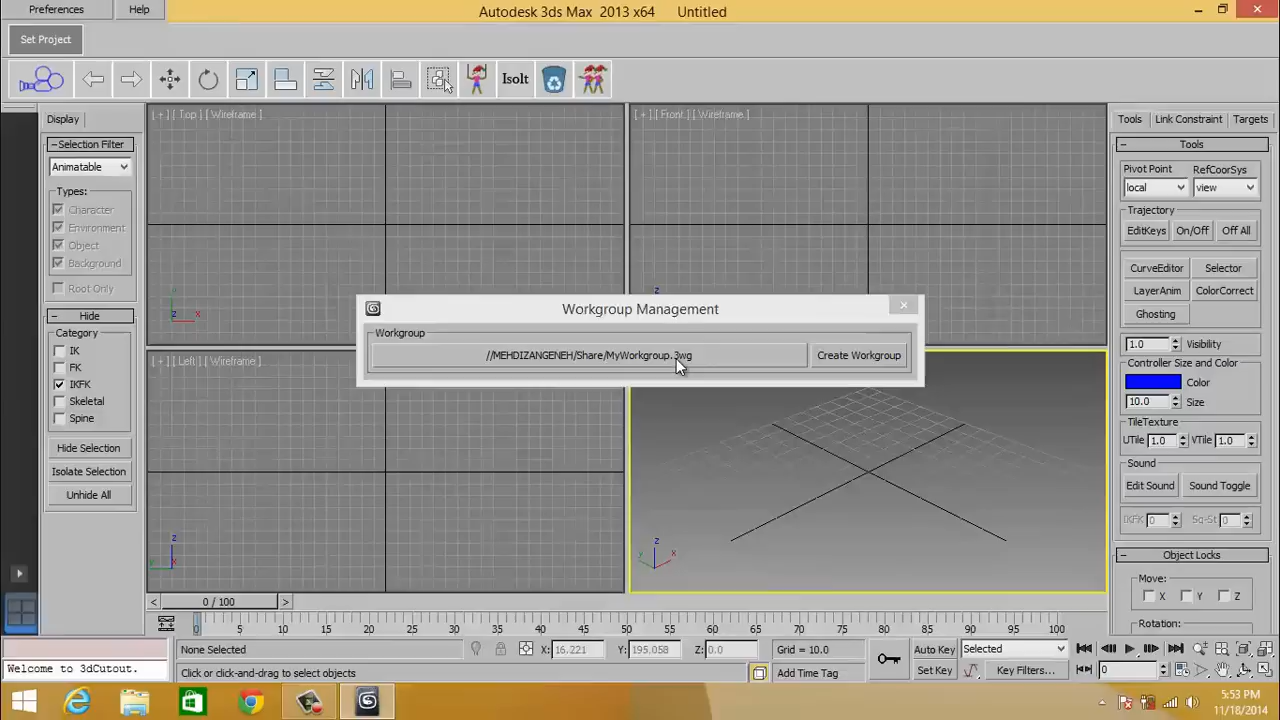 Preferences Help Autodesk 3ds Max 2013 x64 Untitled
Set Project
Isolt
Display
Selection Filter
Animatable
Types:
Character
Environment
Object
Background
Root Only
Hide
Category
IK
FK
IKFK
Skeletal
Spine
Hide Selection
Isolate Selection
Unhide All
[ + ] [ Top ] [ Wireframe ]
[ + ] [ Front ] [ Wireframe ]
[ + ] [ Left ] [ Wireframe ]
Workgroup Management
Workgroup
//MEHDIZANGENEH/Share/MyWorkgroup.3wg Create Workgroup
Tools Link Constraint Targets
Tools
Pivot Point RefCoorSys
local view
Trajectory
EditKeys On/Off Off All
CurveEditor Selector
LayerAnim ColorCorrect
Ghosting
1.0 Visibility
Controller Size and Color
Color
10.0 Size
TileTexture
UTile 1.0 VTile 1.0
Sound
Edit Sound Sound Toggle
IKFK 0 Sq-St 0
Object Locks
Move:
X Y Z
Rotation:
z x
z
z x y
z x y
< 0 / 100 >
0 5 10 15 20 25 30 35 40 45 50 55 60 65 70 75 80 85 90 95 100
None Selected X: 16.221 Y: 195.058 Z: 0.0 Grid = 10.0 Auto Key Selected
Welcome to 3dCutout. Click or click-and-drag to select objects Add Time Tag Set Key Key Filters... 0
5:53 PM
11/18/2014